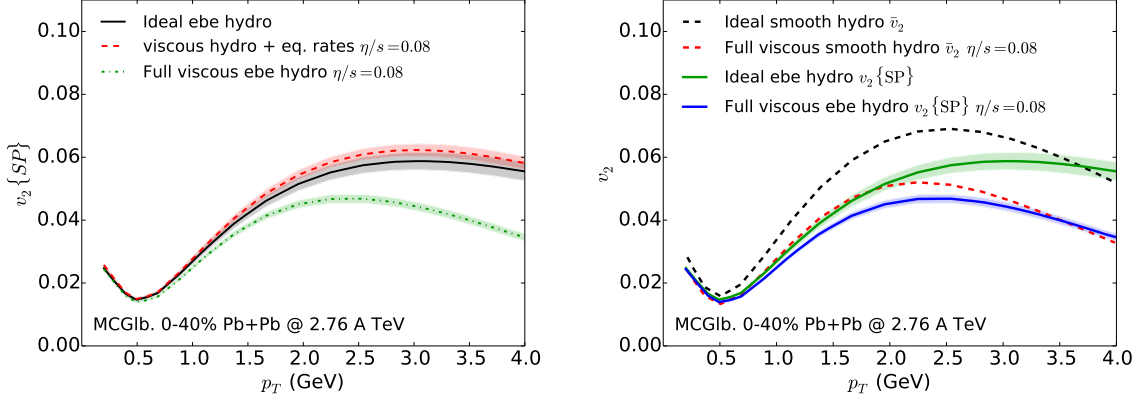 Ideal ebe hydro
viscous hydro + eq. rates η/s=0.08
Full viscous ebe hydro η/s=0.08
0.10
0.08
0.06
0.04
0.02
0.00
v₂{SP}
MCGlb. 0-40% Pb+Pb @ 2.76 A TeV
0.5 1.0 1.5 2.0 2.5 3.0 3.5 4.0
p_T (GeV)
Ideal smooth hydro v̄₂
Full viscous smooth hydro v̄₂ η/s=0.08
Ideal ebe hydro v₂{SP}
Full viscous ebe hydro v₂{SP} η/s=0.08
0.10
0.08
0.06
0.04
0.02
0.00
v₂
MCGlb. 0-40% Pb+Pb @ 2.76 A TeV
0.5 1.0 1.5 2.0 2.5 3.0 3.5 4.0
p_T (GeV)